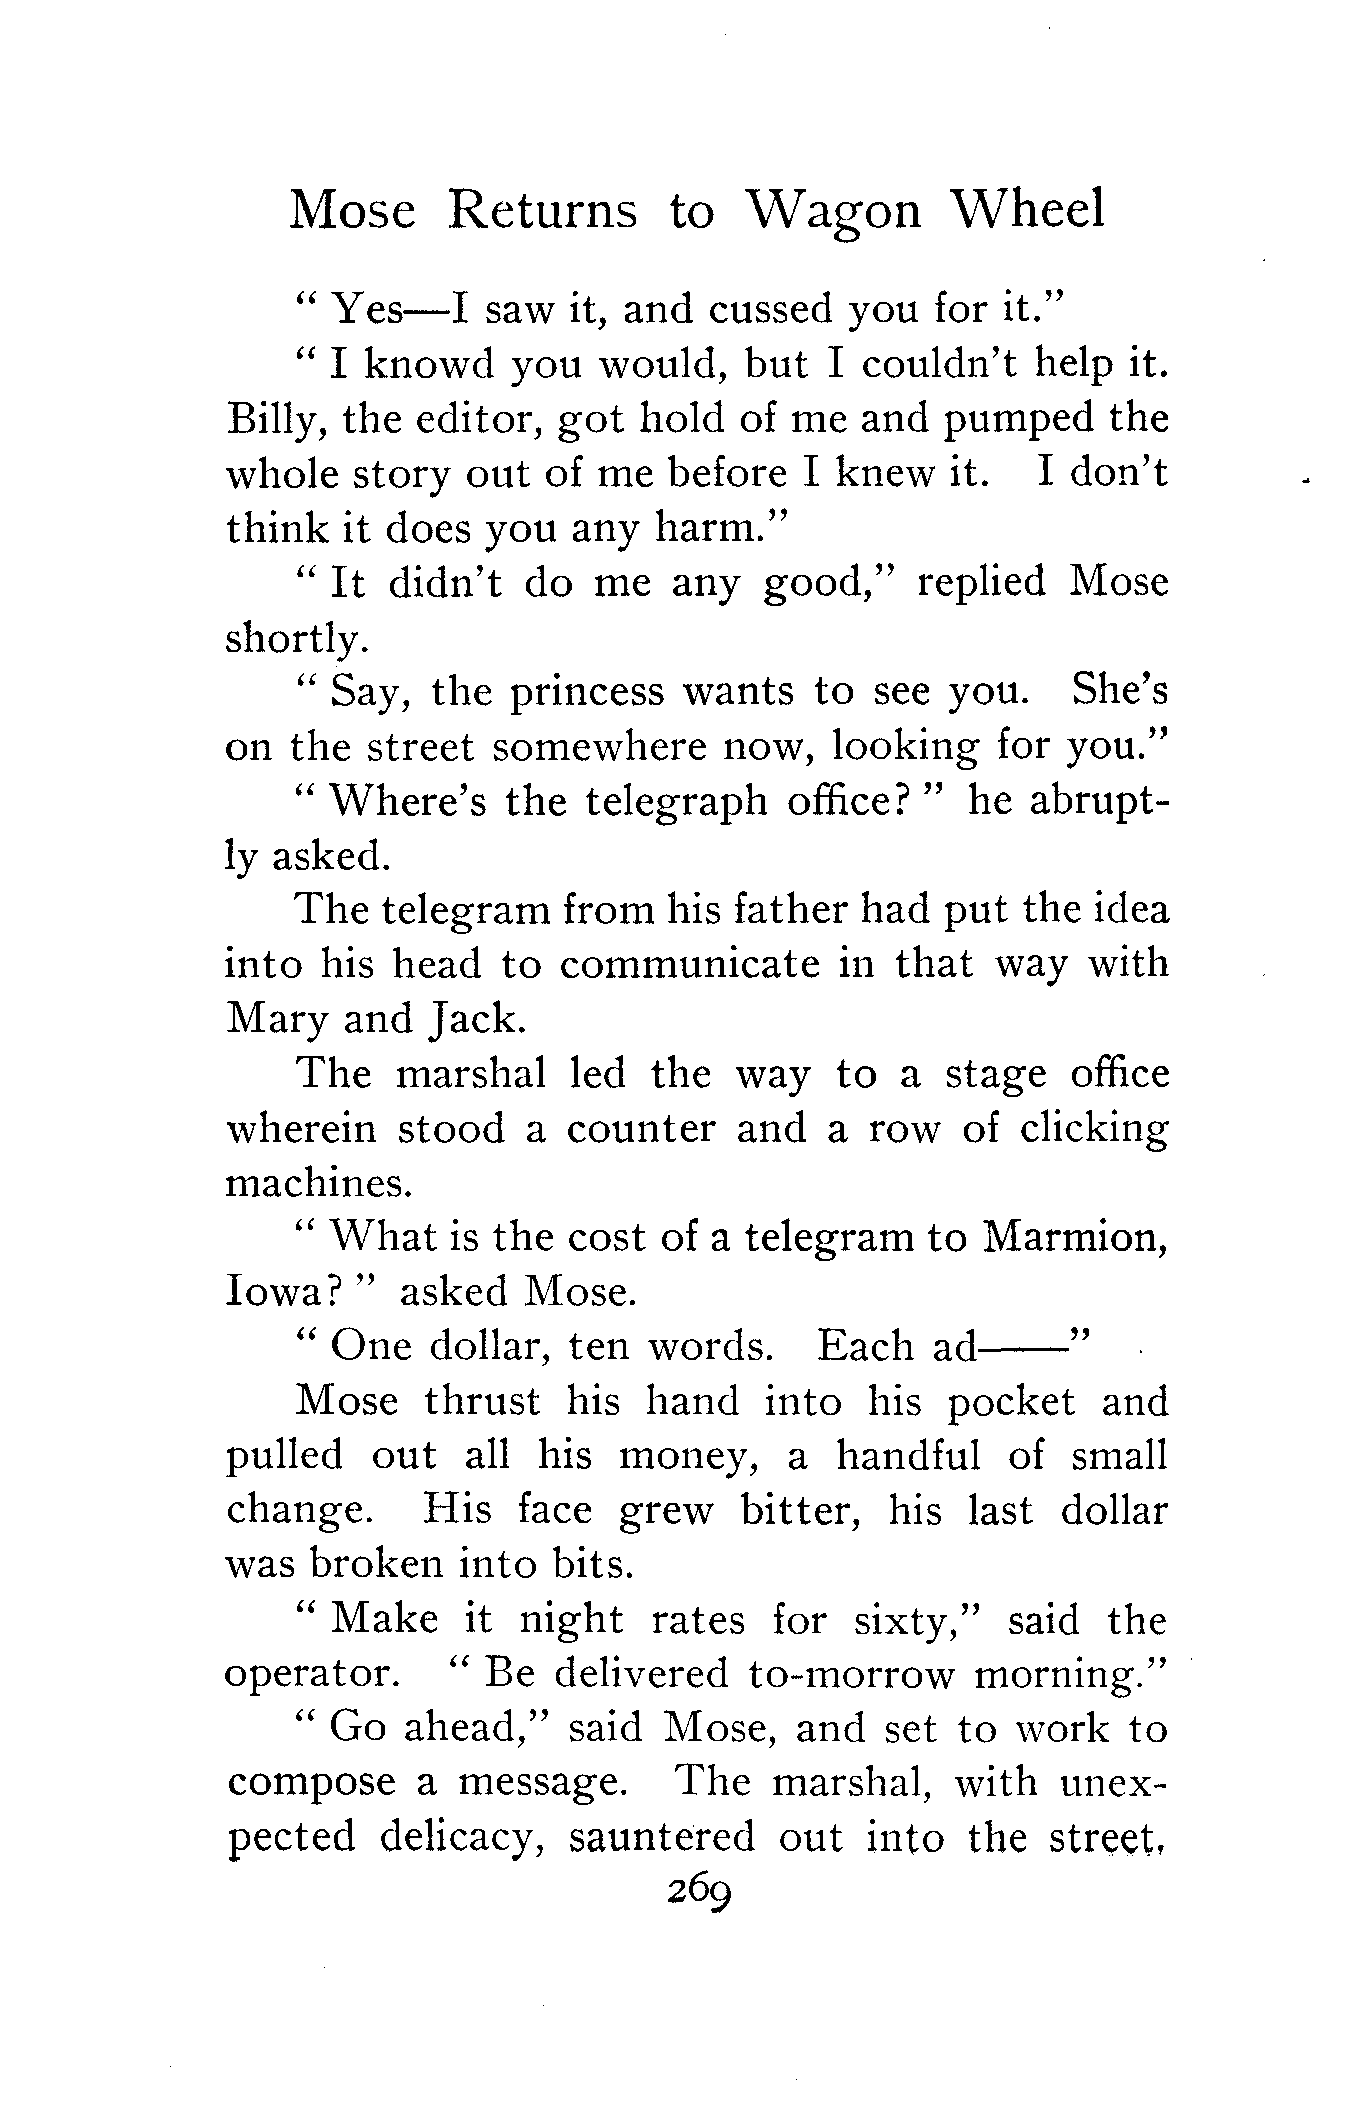 Mose Returns to Wagon Wheel
“ Yes—I saw it, and cussed you for it.”
“ I knowd you would, but I couldn’t help it.
Billy, the editor, got hold of me and pumped the
whole story out of me before I knew it. I don’t
think it does you any harm.”
“ It didn’t do me any good,” replied Mose
shortly.
“ Say, the princess wants to see you. She’s
on the street somewhere now, looking for you.”
“ Where’s the telegraph office? ” he abrupt-
ly asked.
The telegram from his father had put the idea
into his head to communicate in that way with
Mary and Jack.
The marshal led the way to a stage office
wherein stood a counter and a row of clicking
machines.
“ What is the cost of a telegram to Marmion,
Iowa? ” asked Mose.
“ One dollar, ten words. Each ad——”
Mose thrust his hand into his pocket and
pulled out all his money, a handful of small
change. His face grew bitter, his last dollar
was broken into bits.
“ Make it night rates for sixty,” said the
operator. “ Be delivered to-morrow morning.”
“ Go ahead,” said Mose, and set to work to
compose a message. The marshal, with unex-
pected delicacy, sauntered out into the street,
269